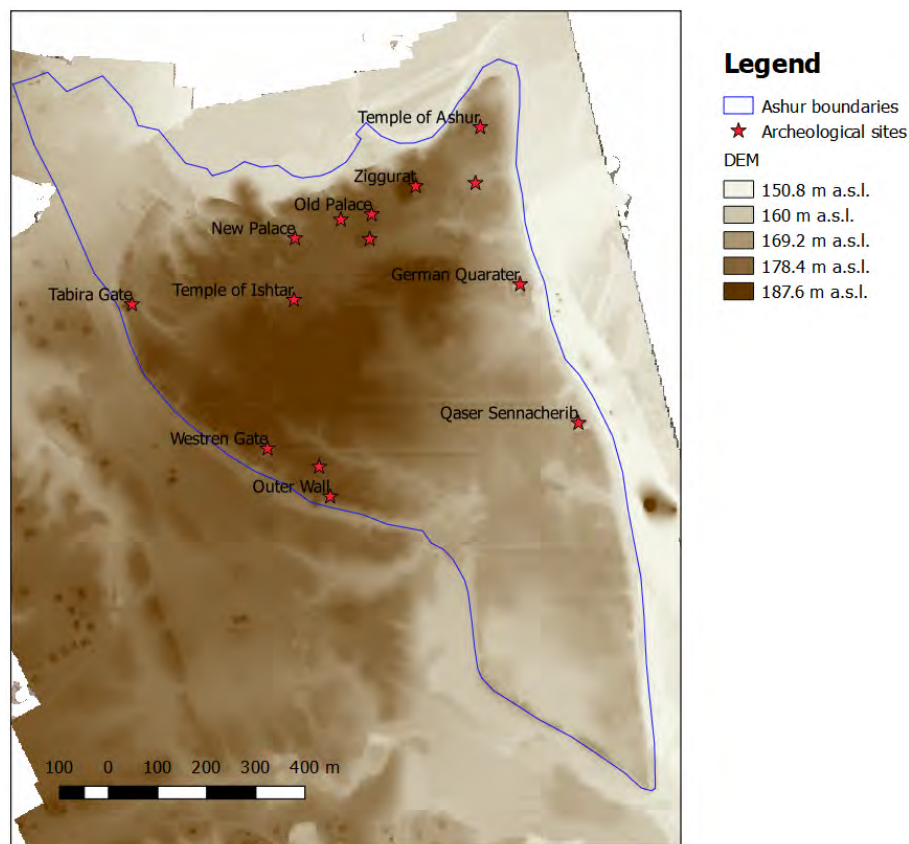 Temple of Ashur
Ziggurat
Old Palace
New Palace
German Quarater
Tabira Gate
Temple of Ishtar
Qaser Sennacherib
Westren Gate
Outer Wall
100 0 100 200 300 400 m
Legend
Ashur boundaries
Archeological sites
DEM
150.8 m a.s.l.
160 m a.s.l.
169.2 m a.s.l.
178.4 m a.s.l.
187.6 m a.s.l.